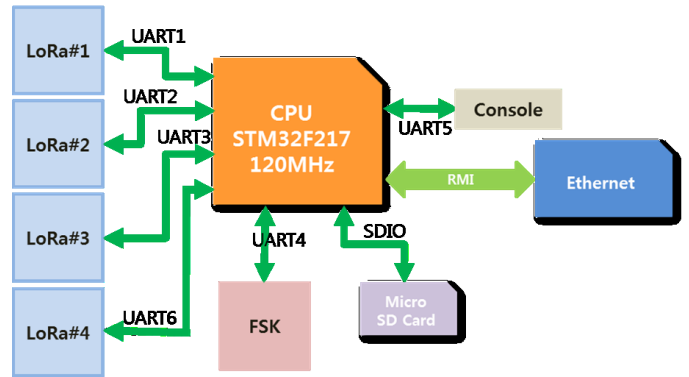 LoRa#1
UART1
LoRa#2
UART2
UART3
LoRa#3
LoRa#4
UART6
CPU
STM32F217
120MHz
UART5
Console
RMI
Ethernet
UART4
FSK
SDIO
Micro
SD Card